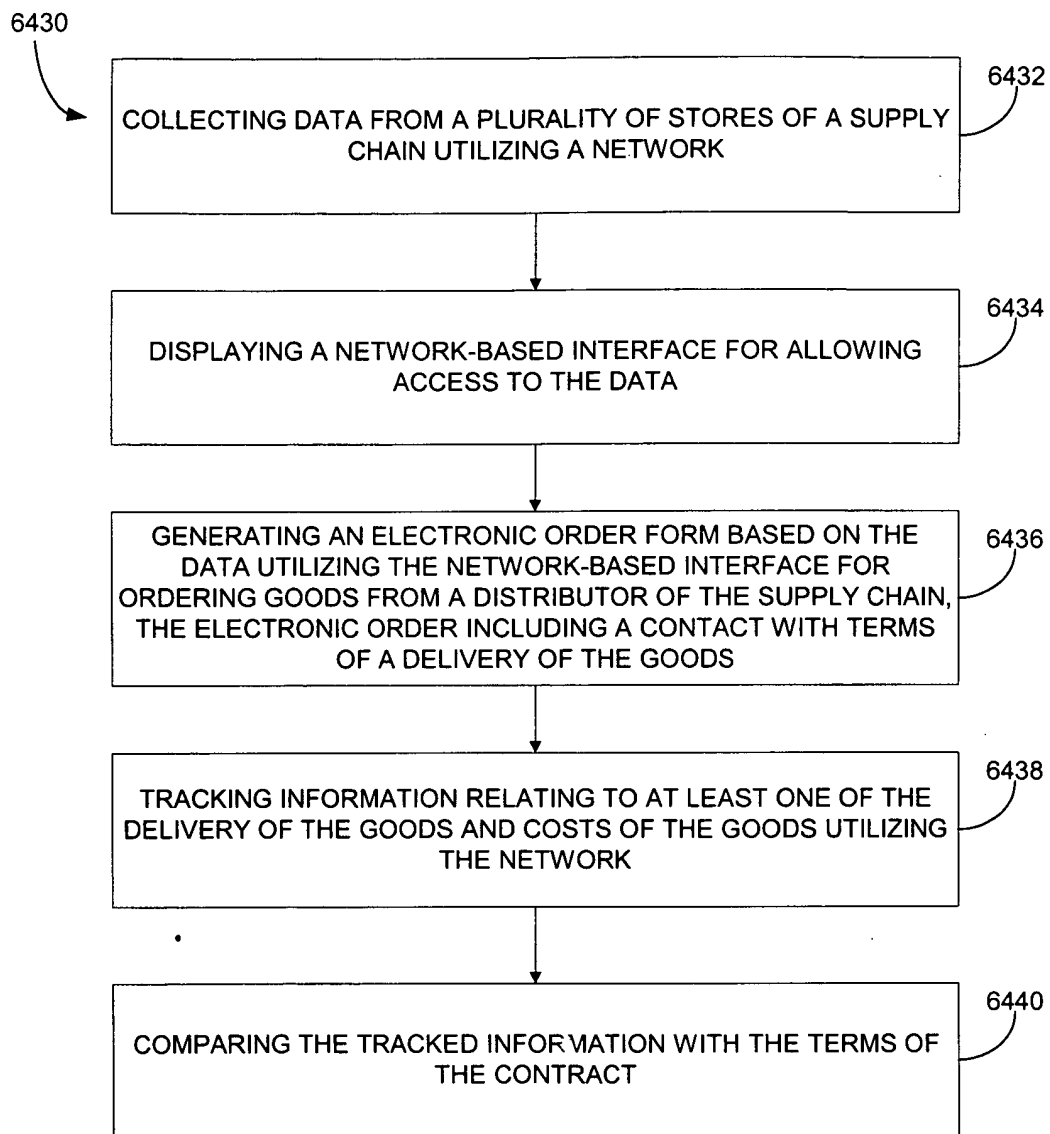 6430
6432
COLLECTING DATA FROM A PLURALITY OF STORES OF A SUPPLY
CHAIN UTILIZING A NETWORK
6434
DISPLAYING A NETWORK-BASED INTERFACE FOR ALLOWING
ACCESS TO THE DATA
6436
GENERATING AN ELECTRONIC ORDER FORM BASED ON THE
DATA UTILIZING THE NETWORK-BASED INTERFACE FOR
ORDERING GOODS FROM A DISTRIBUTOR OF THE SUPPLY CHAIN,
THE ELECTRONIC ORDER INCLUDING A CONTACT WITH TERMS
OF A DELIVERY OF THE GOODS
6438
TRACKING INFORMATION RELATING TO AT LEAST ONE OF THE
DELIVERY OF THE GOODS AND COSTS OF THE GOODS UTILIZING
THE NETWORK
6440
COMPARING THE TRACKED INFORMATION WITH THE TERMS OF
THE CONTRACT